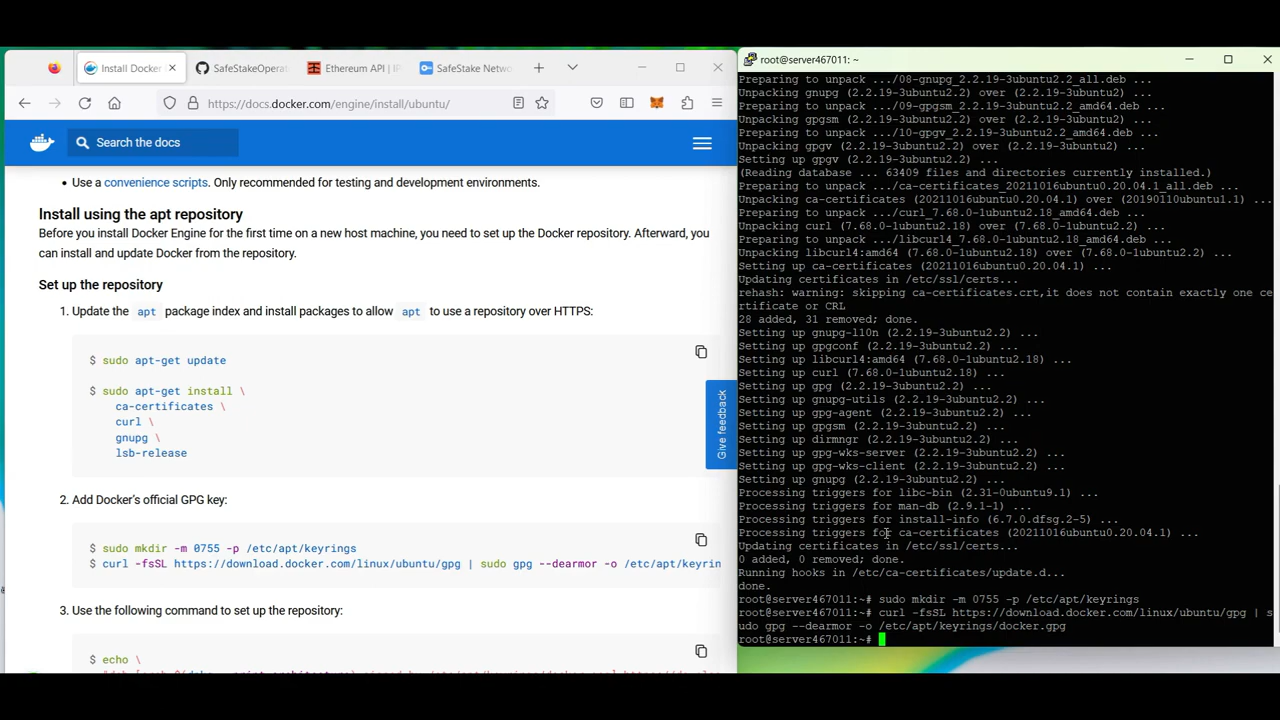 Install Docker
SafeStakeOperat
Ethereum API | IP
SafeStake Netwo
https://docs.docker.com/engine/install/ubuntu/
Search the docs
Use a convenience scripts. Only recommended for testing and development environments.
Install using the apt repository
Before you install Docker Engine for the first time on a new host machine, you need to set up the Docker repository. Afterward, you
can install and update Docker from the repository.
Set up the repository
1. Update the apt package index and install packages to allow apt to use a repository over HTTPS:
$ sudo apt-get update
$ sudo apt-get install \
ca-certificates \
curl \
gnupg \
lsb-release
Give feedback
2. Add Docker's official GPG key:
$ sudo mkdir -m 0755 -p /etc/apt/keyrings
$ curl -fsSL https://download.docker.com/linux/ubuntu/gpg | sudo gpg --dearmor -o /etc/apt/keyrin
3. Use the following command to set up the repository:
$ echo \
root@server467011: ~
Preparing to unpack .../08-gnupg_2.2.19-3ubuntu2.2_all.deb ...
Unpacking gnupg (2.2.19-3ubuntu2.2) over (2.2.19-3ubuntu2) ...
Preparing to unpack .../09-gpgsm_2.2.19-3ubuntu2.2_amd64.deb ...
Unpacking gpgsm (2.2.19-3ubuntu2.2) over (2.2.19-3ubuntu2) ...
Preparing to unpack .../10-gpgv_2.2.19-3ubuntu2.2_amd64.deb ...
Unpacking gpgv (2.2.19-3ubuntu2.2) over (2.2.19-3ubuntu2) ...
Setting up gpgv (2.2.19-3ubuntu2.2) ...
(Reading database ... 63409 files and directories currently installed.)
Preparing to unpack .../ca-certificates_20211016ubuntu0.20.04.1_all.deb ...
Unpacking ca-certificates (20211016ubuntu0.20.04.1) over (20190110ubuntu1.1) ...
Preparing to unpack .../curl_7.68.0-1ubuntu2.18_amd64.deb ...
Unpacking curl (7.68.0-1ubuntu2.18) over (7.68.0-1ubuntu2.2) ...
Preparing to unpack .../libcurl4_7.68.0-1ubuntu2.18_amd64.deb ...
Unpacking libcurl4:amd64 (7.68.0-1ubuntu2.18) over (7.68.0-1ubuntu2.2) ...
Setting up ca-certificates (20211016ubuntu0.20.04.1) ...
Updating certificates in /etc/ssl/certs...
rehash: warning: skipping ca-certificates.crt,it does not contain exactly one ce
rtificate or CRL
28 added, 31 removed; done.
Setting up gnupg-l10n (2.2.19-3ubuntu2.2) ...
Setting up gpgconf (2.2.19-3ubuntu2.2) ...
Setting up libcurl4:amd64 (7.68.0-1ubuntu2.18) ...
Setting up curl (7.68.0-1ubuntu2.18) ...
Setting up gpg (2.2.19-3ubuntu2.2) ...
Setting up gnupg-utils (2.2.19-3ubuntu2.2) ...
Setting up gpg-agent (2.2.19-3ubuntu2.2) ...
Setting up gpgsm (2.2.19-3ubuntu2.2) ...
Setting up dirmngr (2.2.19-3ubuntu2.2) ...
Setting up gpg-wks-server (2.2.19-3ubuntu2.2) ...
Setting up gpg-wks-client (2.2.19-3ubuntu2.2) ...
Setting up gnupg (2.2.19-3ubuntu2.2) ...
Processing triggers for libc-bin (2.31-0ubuntu9.1) ...
Processing triggers for man-db (2.9.1-1) ...
Processing triggers for install-info (6.7.0.dfsg.2-5) ...
Processing triggers for ca-certificates (20211016ubuntu0.20.04.1) ...
Updating certificates in /etc/ssl/certs...
0 added, 0 removed; done.
Running hooks in /etc/ca-certificates/update.d...
done.
root@server467011:~# sudo mkdir -m 0755 -p /etc/apt/keyrings
root@server467011:~# curl -fsSL https://download.docker.com/linux/ubuntu/gpg | s
udo gpg --dearmor -o /etc/apt/keyrings/docker.gpg
root@server467011:~#